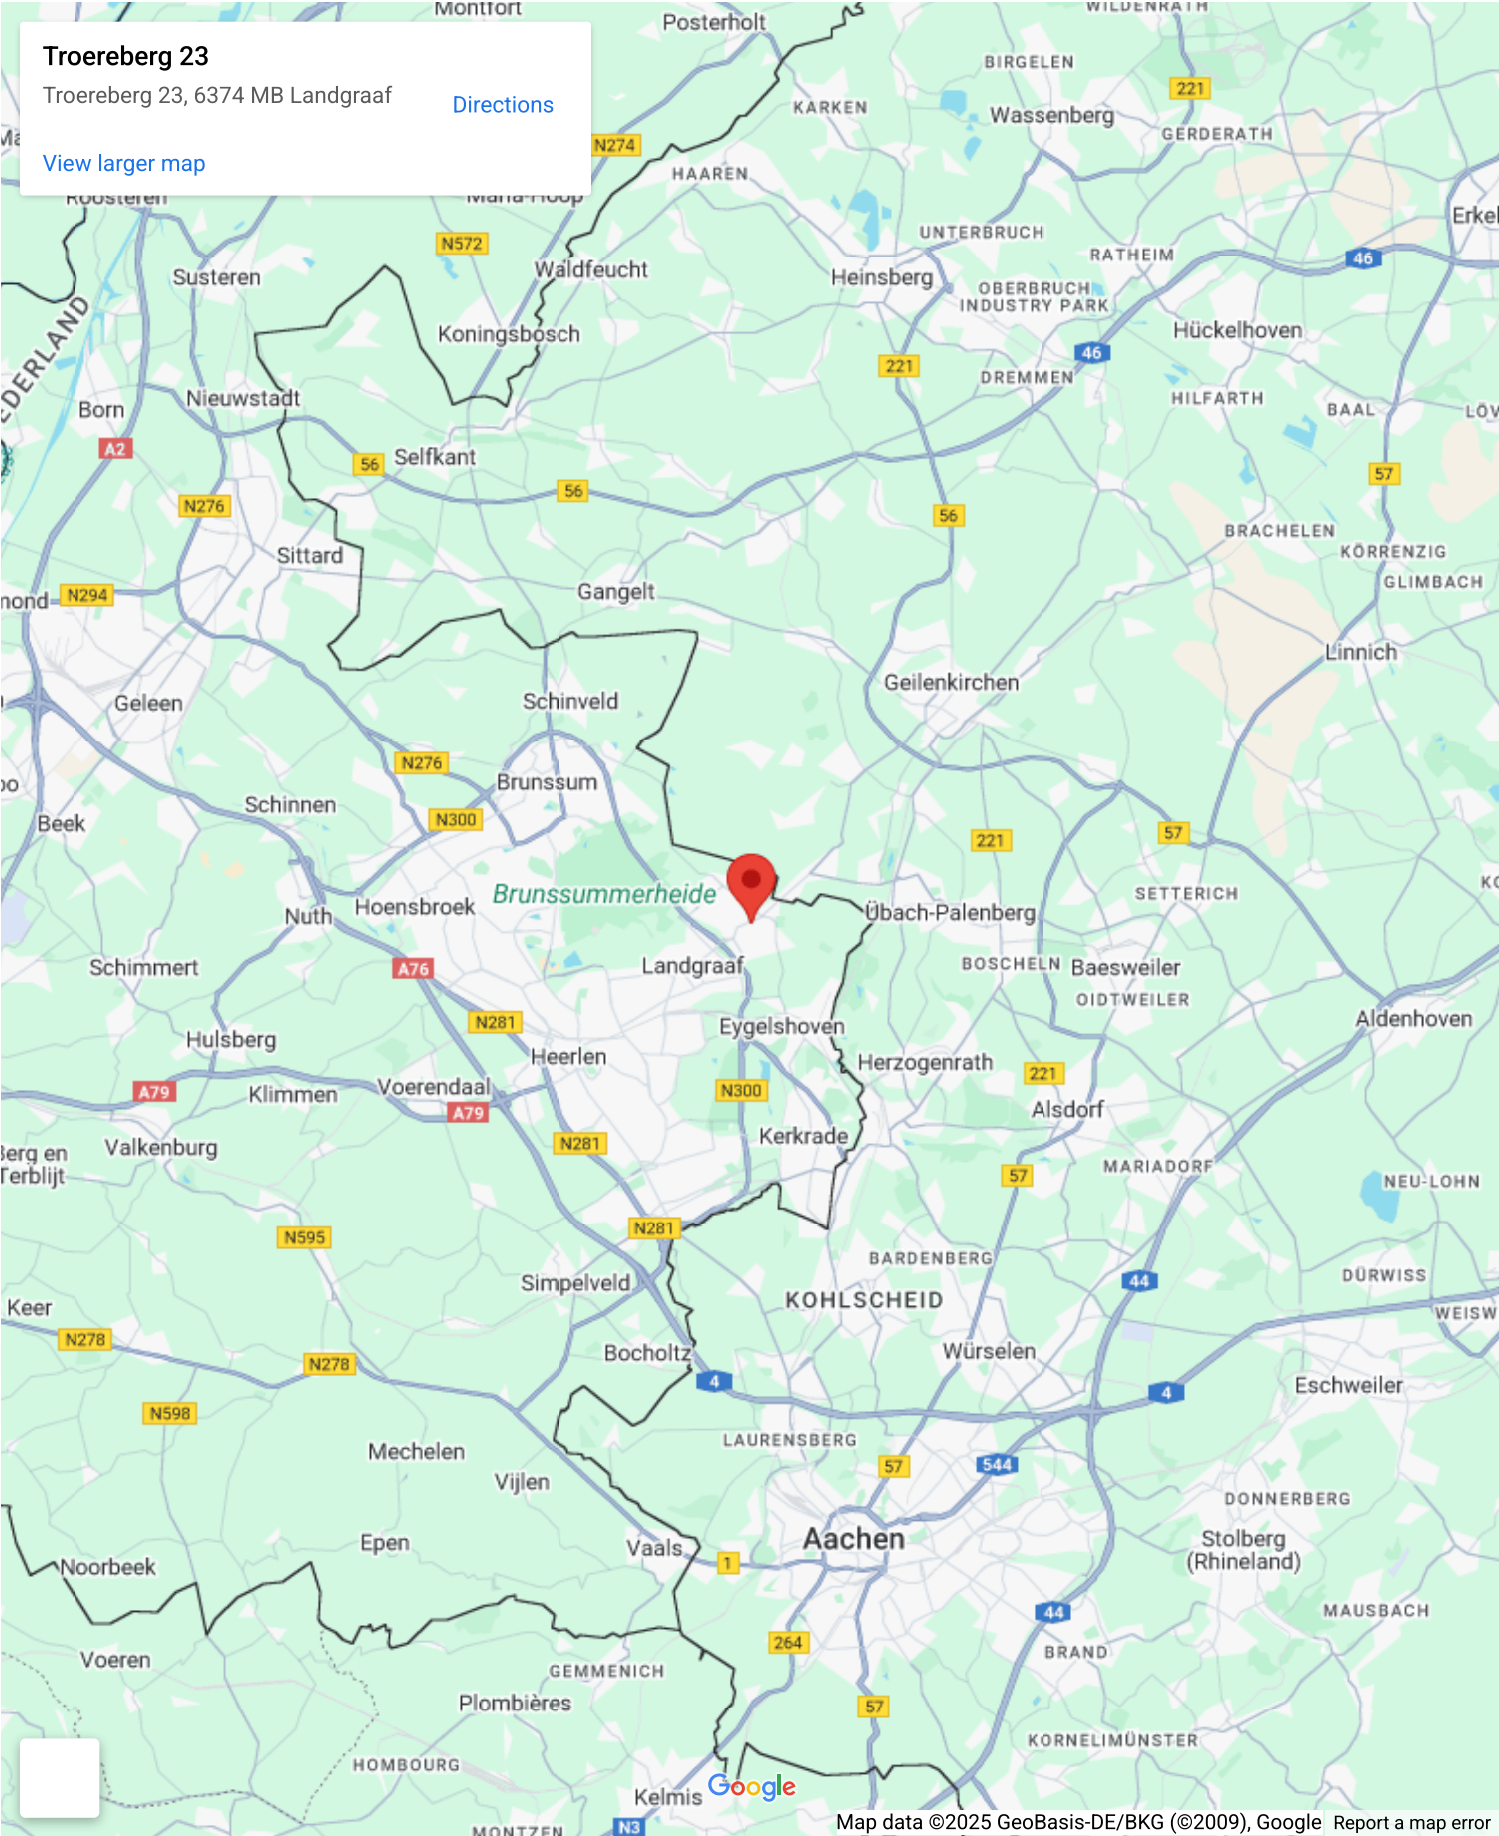 Troereberg 23
Troereberg 23, 6374 MB Landgraaf
Directions
View larger map
Montfort
Posterholt
WILDENRATH
BIRGELEN
221
KARKEN
Wassenberg
GERDERATH
N274
HAAREN
Roosteren
Maria-Hoop
UNTERBRUCH
N572
RATHEIM
46
Susteren
Waldfeucht
Heinsberg
OBERBRUCH
INDUSTRY PARK
Koningsbosch
Hückelhoven
46
221
DREMMEN
Nieuwstadt
Born
HILFARTH
BAAL
A2
56
Selfkant
57
56
N276
56
BRACHELEN
Sittard
KÖRRENZIG
GLIMBACH
N294
Gangelt
Linnich
Geilenkirchen
Geleen
Schinveld
N276
Brunssum
Schinnen
N300
Beek
57
221
Brunssummerheide
SETTERICH
Hoensbroek
Nuth
Übach-Palenberg
Schimmert
A76
Landgraaf
BOSCHELN
Baesweiler
OIDTWEILER
N281
Eygelshoven
Aldenhoven
Hulsberg
Heerlen
Herzogenrath
221
A79
Klimmen
Voerendaal
N300
A79
Alsdorf
Valkenburg
N281
Kerkrade
Berg en
Terblijt
MARIADORF
57
NEU-LOHN
N595
N281
BARDENBERG
Simpelveld
44
DÜRWISS
Keer
KOHLSCHEID
N278
Bocholtz
Würselen
N278
4
4
Eschweiler
N598
Mechelen
LAURENSBERG
57
544
Vijlen
DONNERBERG
Epen
Vaals
Aachen
Stolberg
(Rhineland)
Noorbeek
1
44
MAUSBACH
264
BRAND
Voeren
GEMMENICH
Plombières
57
KORNELIMÜNSTER
HOMBOURG
Kelmis
Google
N3
MONTZEN
Map data ©2025 GeoBasis-DE/BKG (©2009), Google
Report a map error